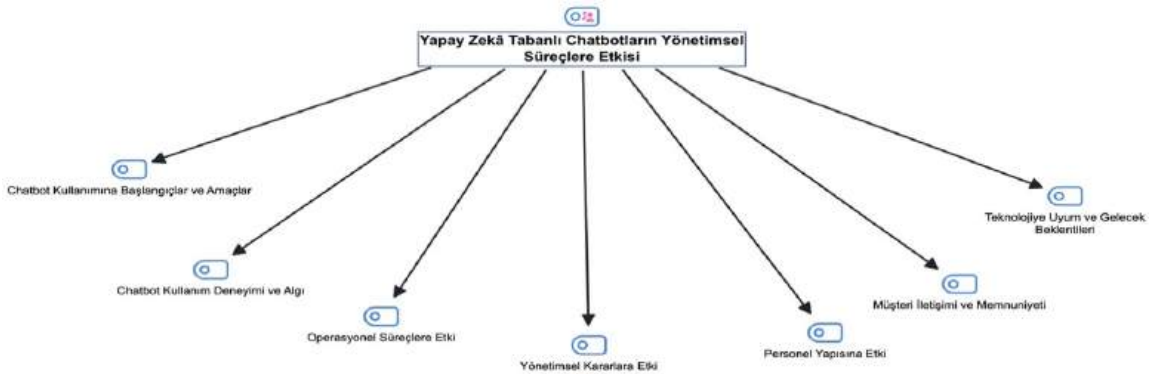 Yapay Zekâ Tabanlı Chatbotların Yönetimsel
Süreçlere Etkisi
Chatbot Kullanımına Başlangıçlar ve Amaçlar
Teknolojiye Uyum ve Gelecek
Beklentileri
Chatbot Kullanım Deneyimi ve Algı
Müşteri İletişimi ve Memnuniyeti
Operasyonel Süreçlere Etki
Personel Yapısına Etki
Yönetimsel Kararlara Etki